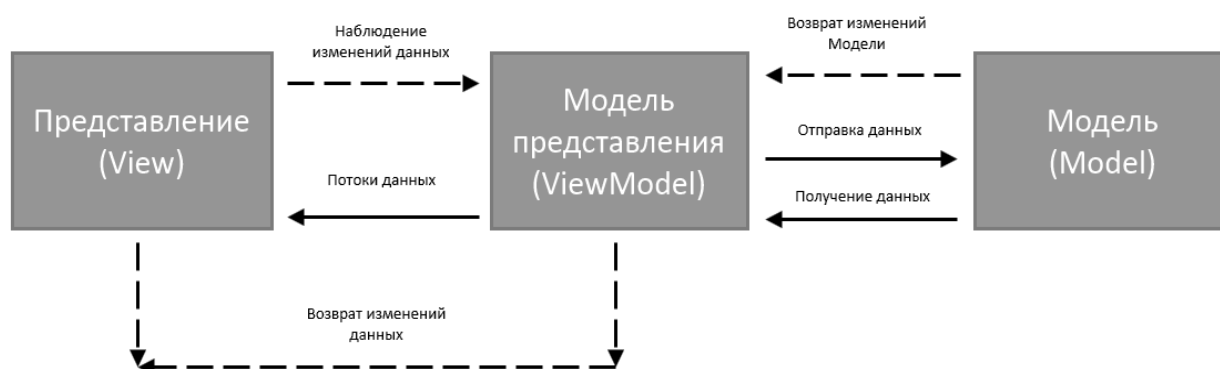 Наблюдение
изменений данных
Возврат изменений
Модели
Представление
(View)
Модель
представления
(ViewModel)
Модель
(Model)
Отправка данных
Потоки данных
Получение данных
Возврат изменений
данных